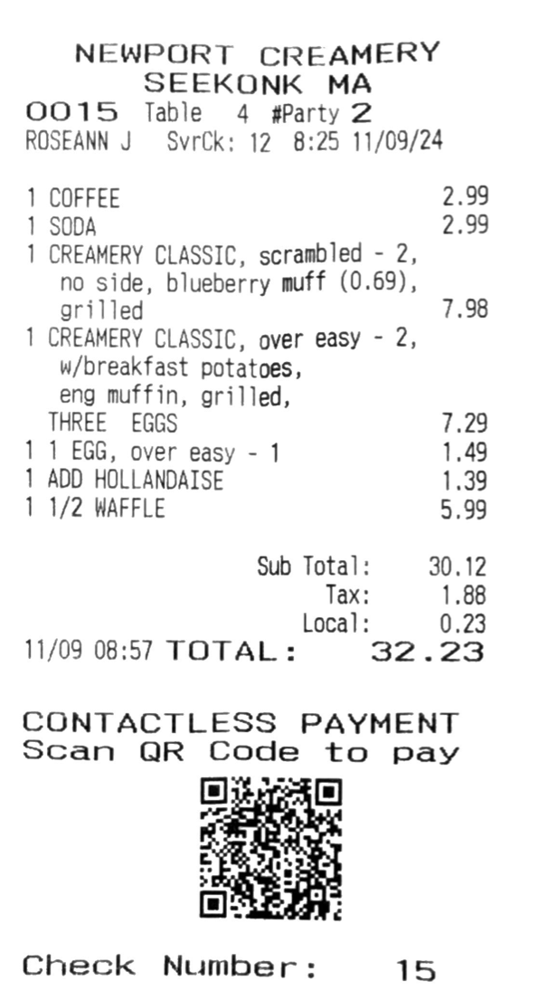 NEWPORT CREAMERY
SEEKONK MA
0015 Table 4 #Party 2
ROSEANN J SvrCk: 12 8:25 11/09/24
1 COFFEE 2.99
1 SODA 2.99
1 CREAMERY CLASSIC, scrambled - 2,
no side, blueberry muff (0.69),
grilled 7.98
1 CREAMERY CLASSIC, over easy - 2,
w/breakfast potatoes,
eng muffin, grilled,
THREE EGGS 7.29
1 1 EGG, over easy - 1 1.49
1 ADD HOLLANDAISE 1.39
1 1/2 WAFFLE 5.99
Sub Total: 30.12
Tax: 1.88
Local: 0.23
11/09 08:57 TOTAL: 32.23
CONTACTLESS PAYMENT
Scan QR Code to pay
Check Number: 15